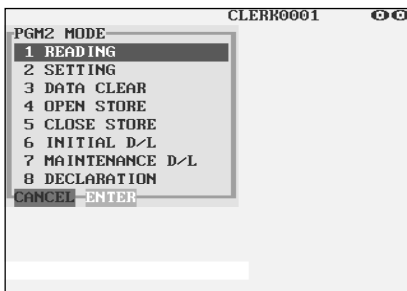 CLERK0001 00
PGM2 MODE
1 READING
2 SETTING
3 DATA CLEAR
4 OPEN STORE
5 CLOSE STORE
6 INITIAL D/L
7 MAINTENANCE D/L
8 DECLARATION
CANCEL ENTER